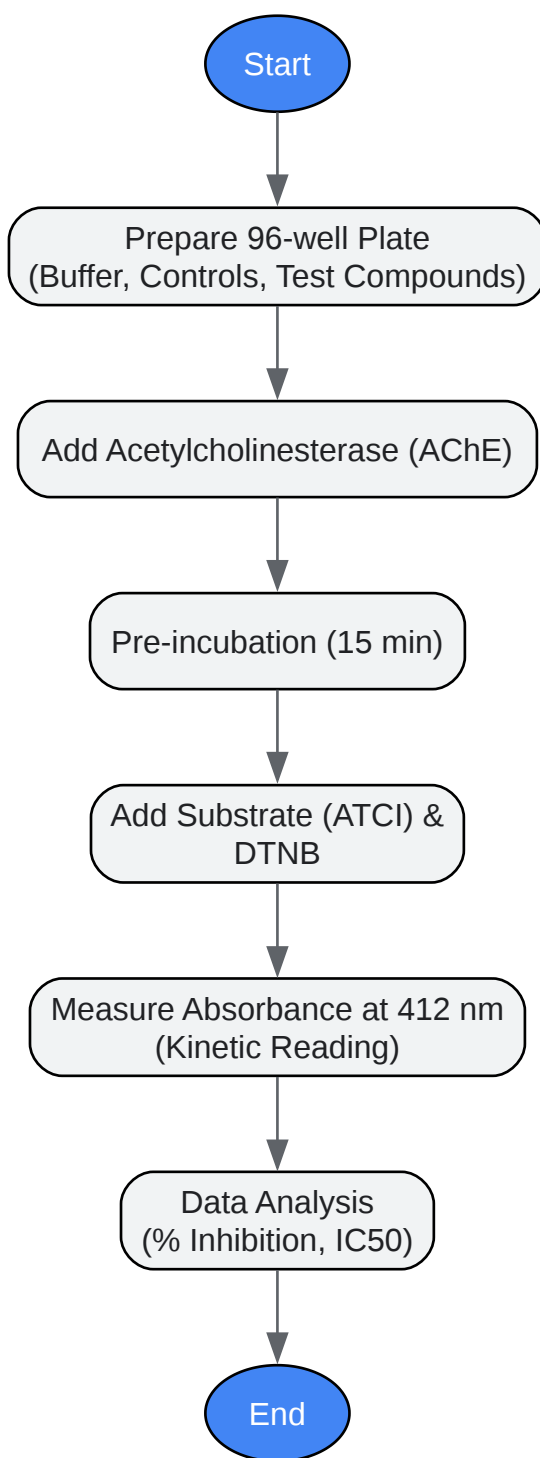 Start
Prepare 96-well Plate
(Buffer, Controls, Test Compounds)
Add Acetylcholinesterase (AChE)
Pre-incubation (15 min)
Add Substrate (ATCI) &
DTNB
Measure Absorbance at 412 nm
(Kinetic Reading)
Data Analysis
(% Inhibition, IC50)
End